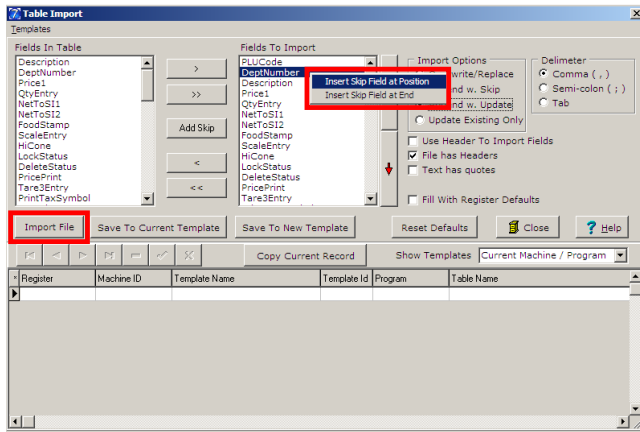 Table Import
Templates
Fields In Table
Description
DeptNumber
Price1
QtyEntry
NetToSI1
NetToSI2
FoodStamp
ScaleEntry
HiCone
LockStatus
DeleteStatus
PricePrint
Tare3Entry
PrintTaxSymbol
>
>>
Add Skip
<
<<
Fields To Import
PLUCode
DeptNumber
Description
Price1
QtyEntry
NetToSI1
NetToSI2
FoodStamp
ScaleEntry
HiCone
LockStatus
DeleteStatus
PricePrint
Tare3Entry
Insert Skip Field at Position
Insert Skip Field at End
Import Options
write/Replace
nd w. Skip
nd w. Update
Update Existing Only
Use Header To Import Fields
File has Headers
Text has quotes
Fill With Register Defaults
Delimeter
Comma ( , )
Semi-colon ( ; )
Tab
Import File
Save To Current Template
Save To New Template
Reset Defaults
Close
? Help
Copy Current Record
Show Templates
Current Machine / Program
Register
Machine ID
Template Name
Template Id
Program
Table Name